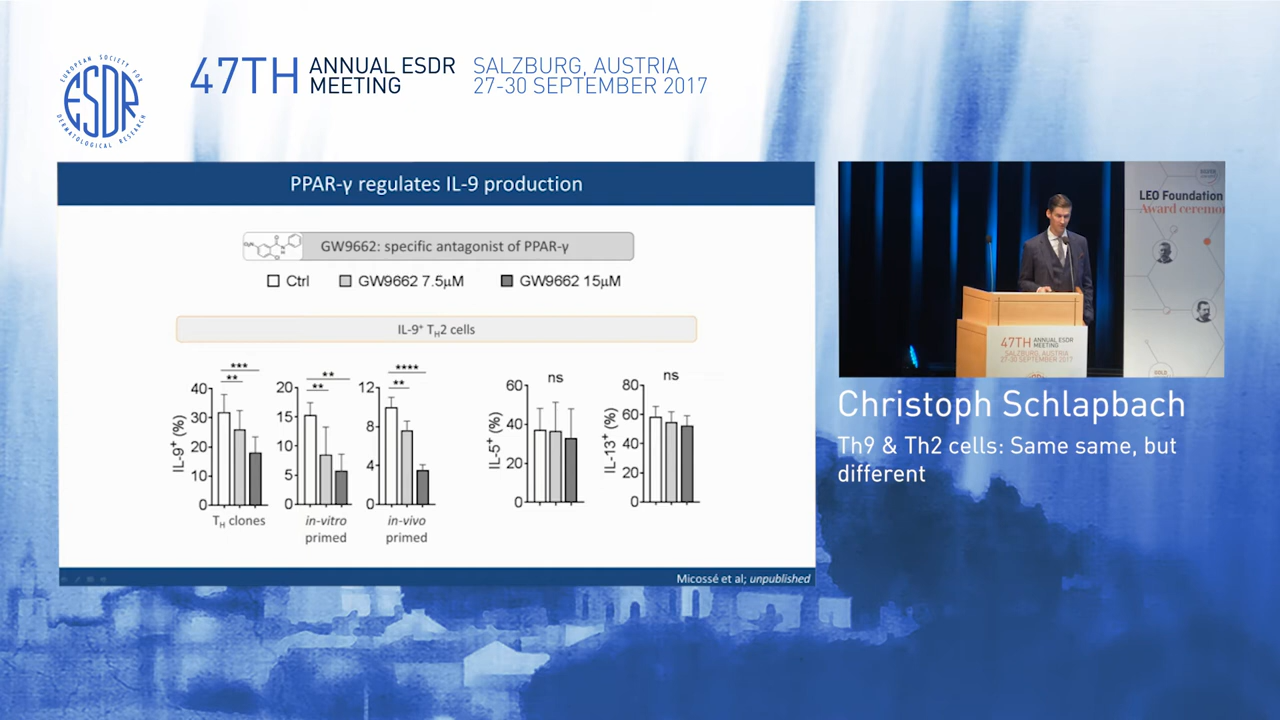 EUROPEAN SOCIETY FOR
ESDR
DERMATOLOGICAL RESEARCH
47TH
ANNUAL ESDR
MEETING
SALZBURG, AUSTRIA
27-30 SEPTEMBER 2017
PPAR-γ regulates IL-9 production
GW9662: specific antagonist of PPAR-γ
Ctrl
GW9662 7.5μM
GW9662 15μM
IL-9⁺ TH2 cells
IL-9⁺ (%)
40
30
20
10
0
***
**
TH clones
20
15
10
5
0
**
**
in-vitro
primed
12
8
4
0
****
**
in-vivo
primed
IL-5⁺ (%)
60
40
20
0
ns
IL-13⁺ (%)
80
60
40
20
0
ns
Micossé et al; unpublished
LEO Foundation
Award ceremo
47TH
ANNUAL ESDR
MEETING
SALZBURG, AUSTRIA
27-30 SEPTEMBER 2017
GOLD
Christoph Schlapbach
Th9 & Th2 cells: Same same, but
different